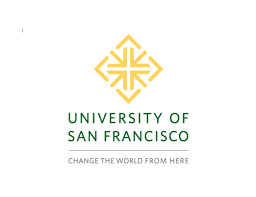 UNIVERSITY OF
SAN FRANCISCO
CHANGE THE WORLD FROM HERE